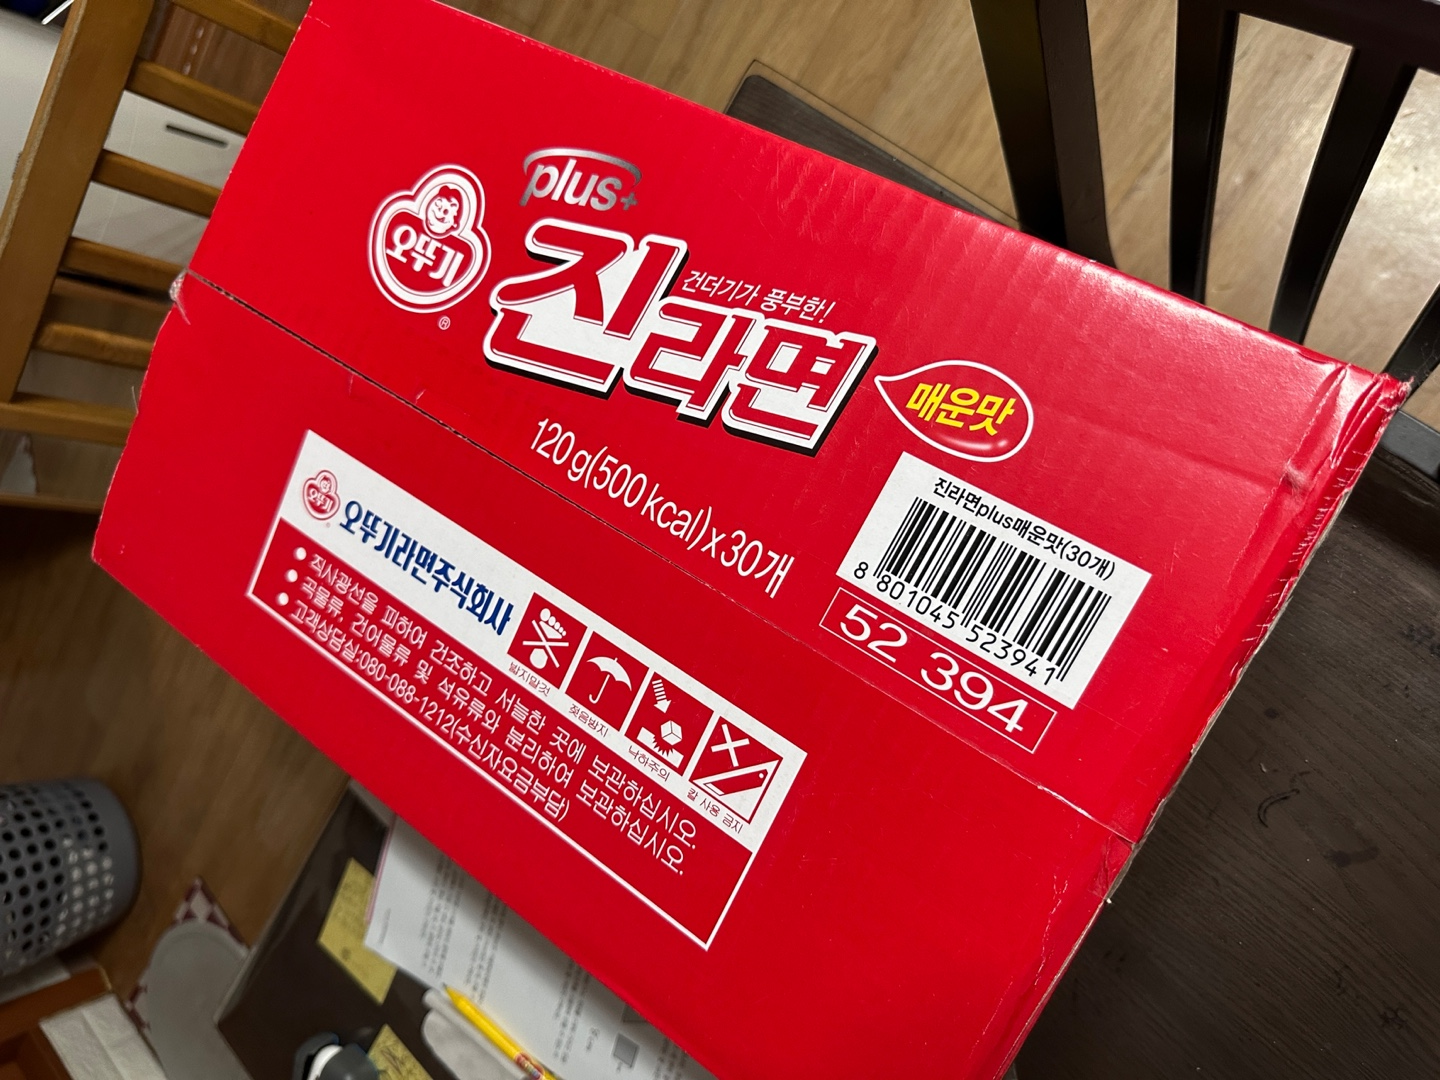 plus+
오뚜기
®
건더기가 풍부한!
진라면
매운맛
120g(500kcal)x30개
진라면plus매운맛(30개)
8 801045 523941
52 394
오뚜기
오뚜기라면주식회사
밟지말것
젖음방지
낙하주의
칼 사용 금지
● 직사광선을 피하여 건조하고 서늘한 곳에 보관하십시오.
● 곡물류, 건어물류 및 석유류와 분리하여 보관하십시오.
● 고객상담실:080-088-1212(수신자요금부담)